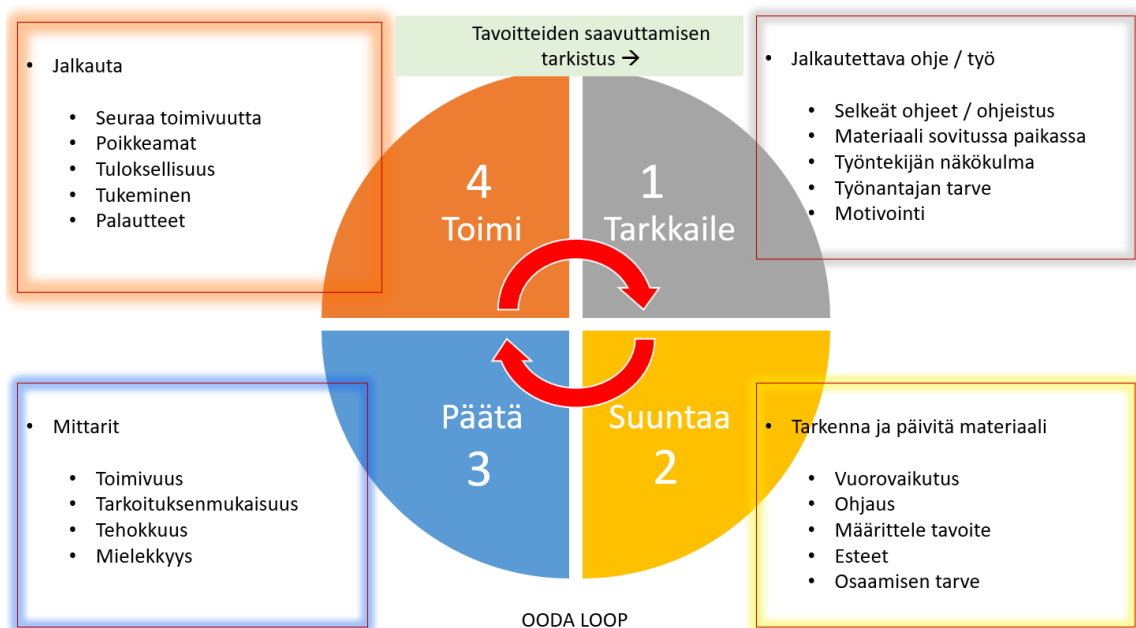 Tavoitteiden saavuttamisen
tarkistus →
• Jalkauta
• Seuraa toimivuutta
• Poikkeamat
• Tuloksellisuus
• Tukeminen
• Palautteet
4
Toimi
1
Tarkkaile
• Jalkautettava ohje / työ
• Selkeät ohjeet / ohjeistus
• Materiaali sovitussa paikassa
• Työntekijän näkökulma
• Työnantajan tarve
• Motivointi
• Mittarit
• Toimivuus
• Tarkoituksenmukaisuus
• Tehokkuus
• Mielekkyys
Päätä
3
Suuntaa
2
• Tarkenna ja päivitä materiaali
• Vuorovaikutus
• Ohjaus
• Määrittele tavoite
• Esteet
• Osaamisen tarve
OODA LOOP